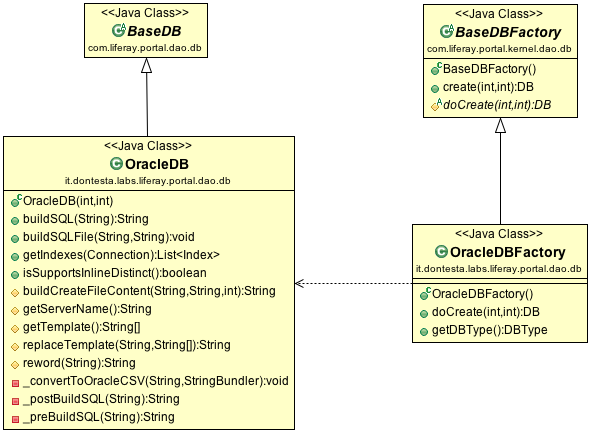 <<Java Class>>
BaseDB
com.liferay.portal.dao.db
<<Java Class>>
BaseDBFactory
com.liferay.portal.kernel.dao.db
BaseDBFactory()
create(int,int):DB
doCreate(int,int):DB
<<Java Class>>
OracleDB
it.dontesta.labs.liferay.portal.dao.db
OracleDB(int,int)
buildSQL(String):String
buildSQLFile(String,String):void
getIndexes(Connection):List<Index>
isSupportsInlineDistinct():boolean
buildCreateFileContent(String,String,int):String
getServerName():String
getTemplate():String[]
replaceTemplate(String,String[]):String
reword(String):String
_convertToOracleCSV(String,StringBundler):void
_postBuildSQL(String):String
_preBuildSQL(String):String
<<Java Class>>
OracleDBFactory
it.dontesta.labs.liferay.portal.dao.db
OracleDBFactory()
doCreate(int,int):DB
getDBType():DBType